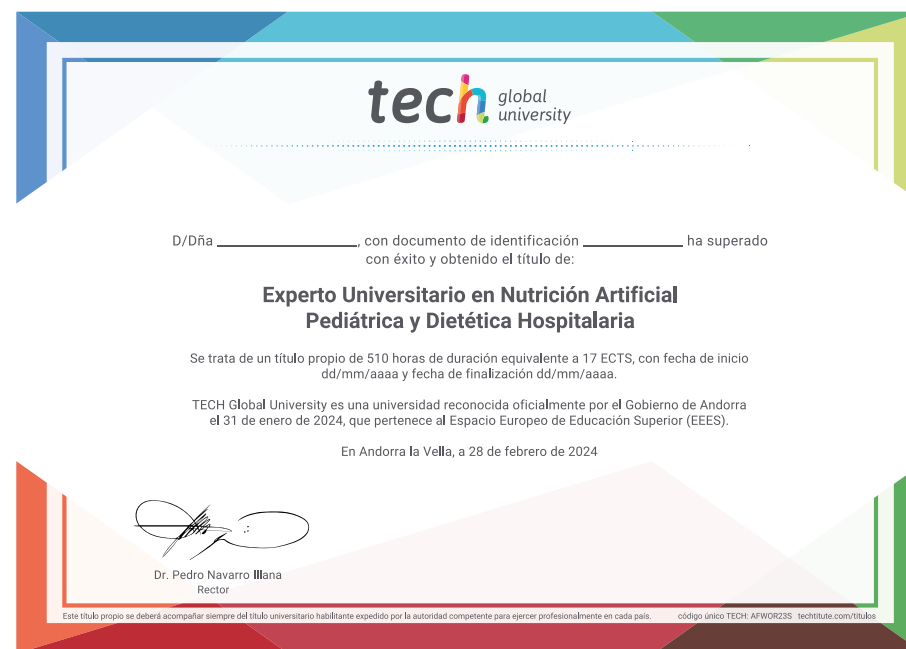 tech global university
D/Dña ______________________, con documento de identificación ________________ ha superado
con éxito y obtenido el título de:
Experto Universitario en Nutrición Artificial
Pediátrica y Dietética Hospitalaria
Se trata de un título propio de 510 horas de duración equivalente a 17 ECTS, con fecha de inicio
dd/mm/aaaa y fecha de finalización dd/mm/aaaa.
TECH Global University es una universidad reconocida oficialmente por el Gobierno de Andorra
el 31 de enero de 2024, que pertenece al Espacio Europeo de Educación Superior (EEES).
En Andorra la Vella, a 28 de febrero de 2024
Dr. Pedro Navarro Illana
Rector
Este título propio se deberá acompañar siempre del título universitario habilitante expedido por la autoridad competente para ejercer profesionalmente en cada país. código único TECH: AFWOR23S techtitute.com/titulos